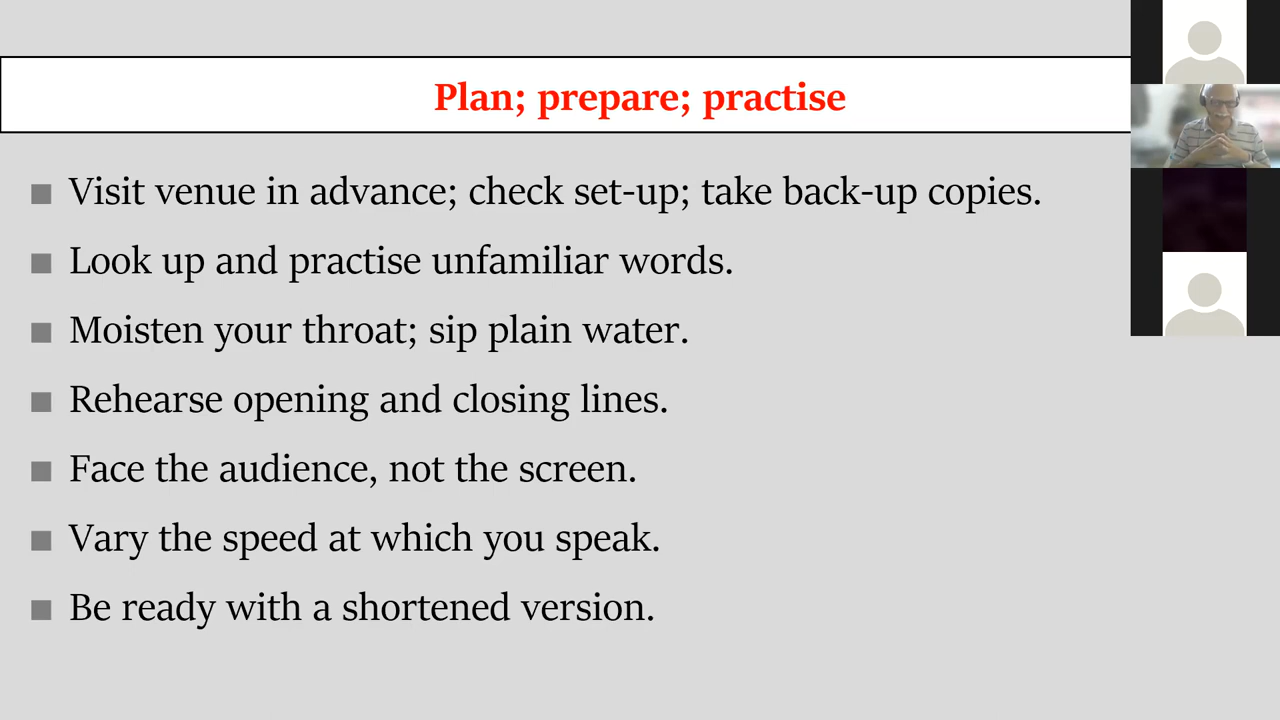 Plan; prepare; practise
Visit venue in advance; check set-up; take back-up copies.
Look up and practise unfamiliar words.
Moisten your throat; sip plain water.
Rehearse opening and closing lines.
Face the audience, not the screen.
Vary the speed at which you speak.
Be ready with a shortened version.